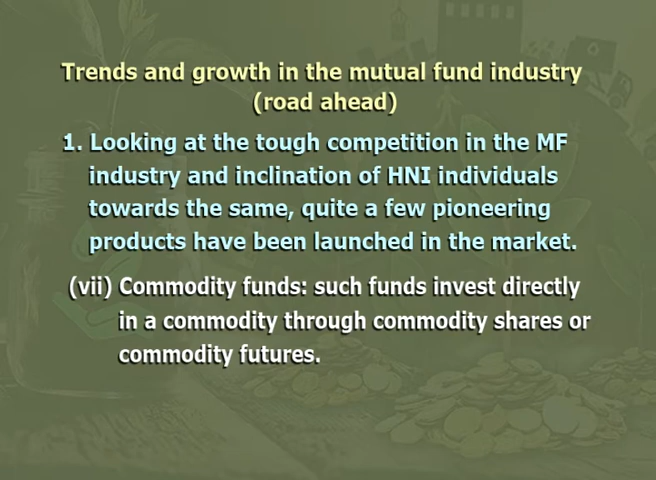 Trends and growth in the mutual fund industry
(road ahead)
1. Looking at the tough competition in the MF
industry and inclination of HNI individuals
towards the same, quite a few pioneering
products have been launched in the market.
(vii) Commodity funds: such funds invest directly
in a commodity through commodity shares or
commodity futures.